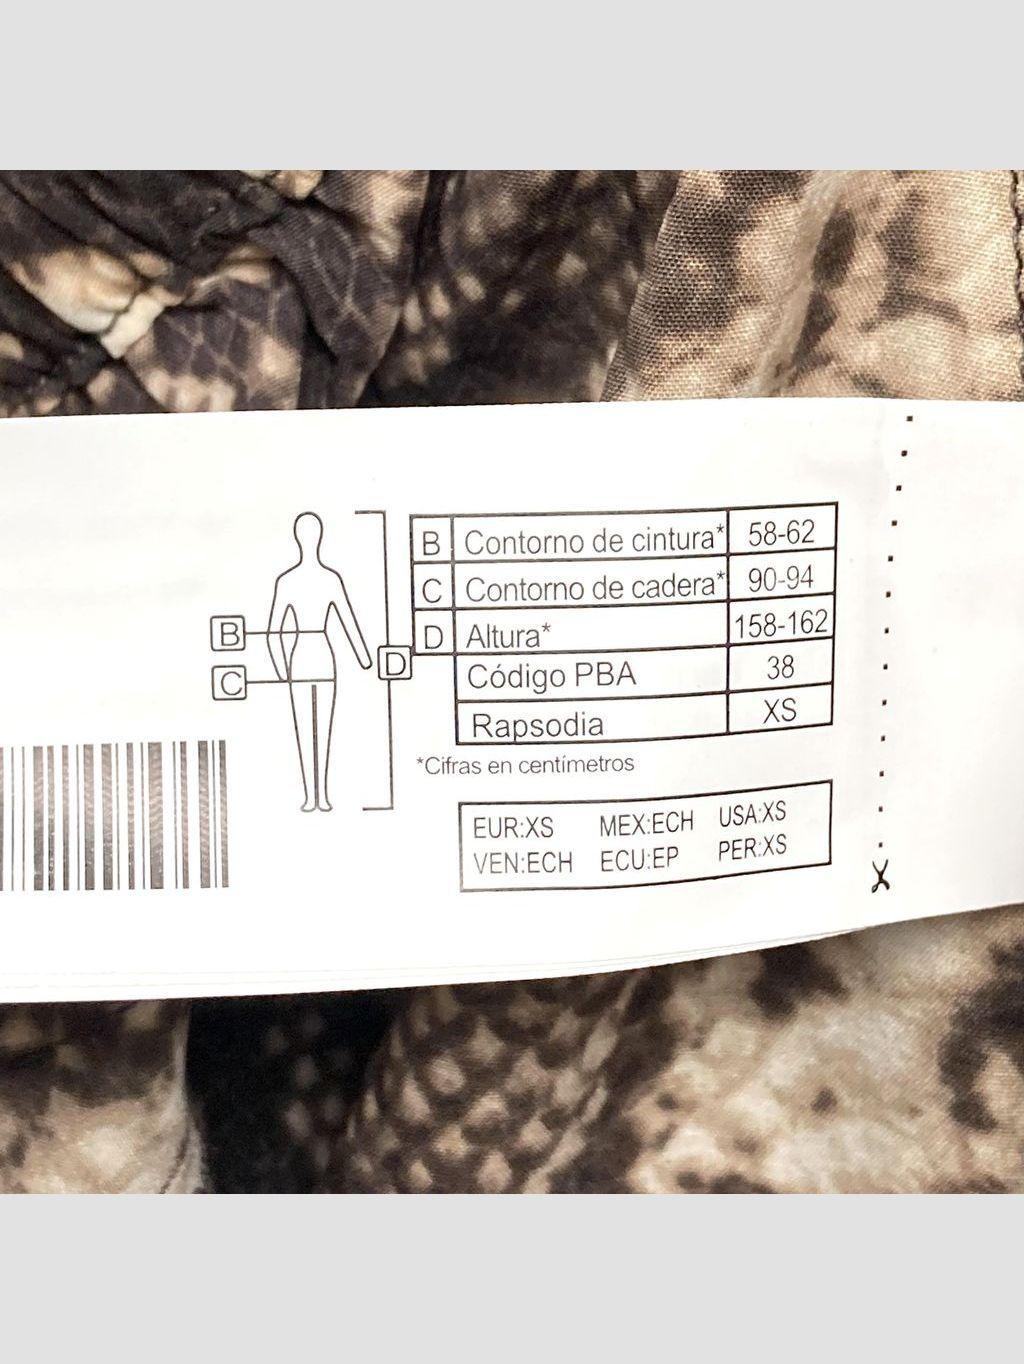 B Contorno de cintura* 58-62
C Contorno de cadera* 90-94
D Altura* 158-162
Código PBA 38
Rapsodia XS
B
C
D
*Cifras en centímetros
EUR:XS MEX:ECH USA:XS
VEN:ECH ECU:EP PER:XS